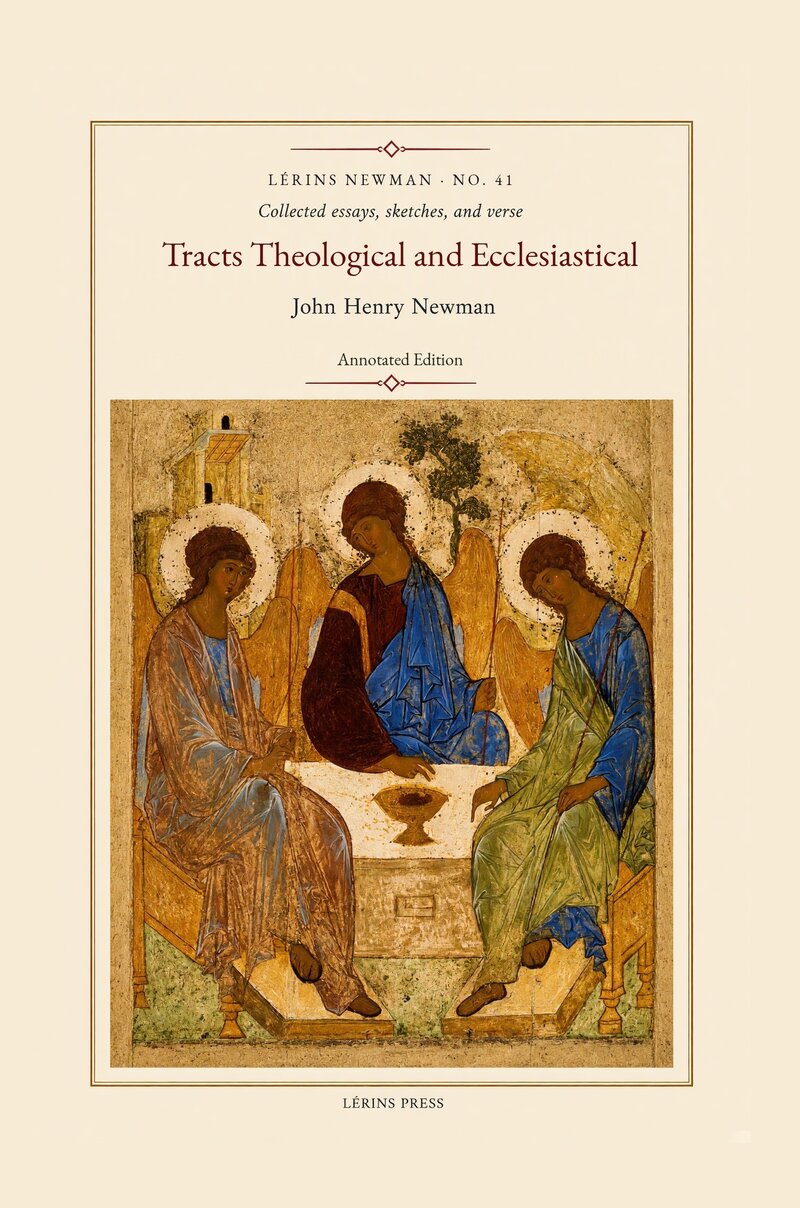 LÉRINS NEWMAN · NO. 41
Collected essays, sketches, and verse
Tracts Theological and Ecclesiastical
John Henry Newman
Annotated Edition
LÉRINS PRESS